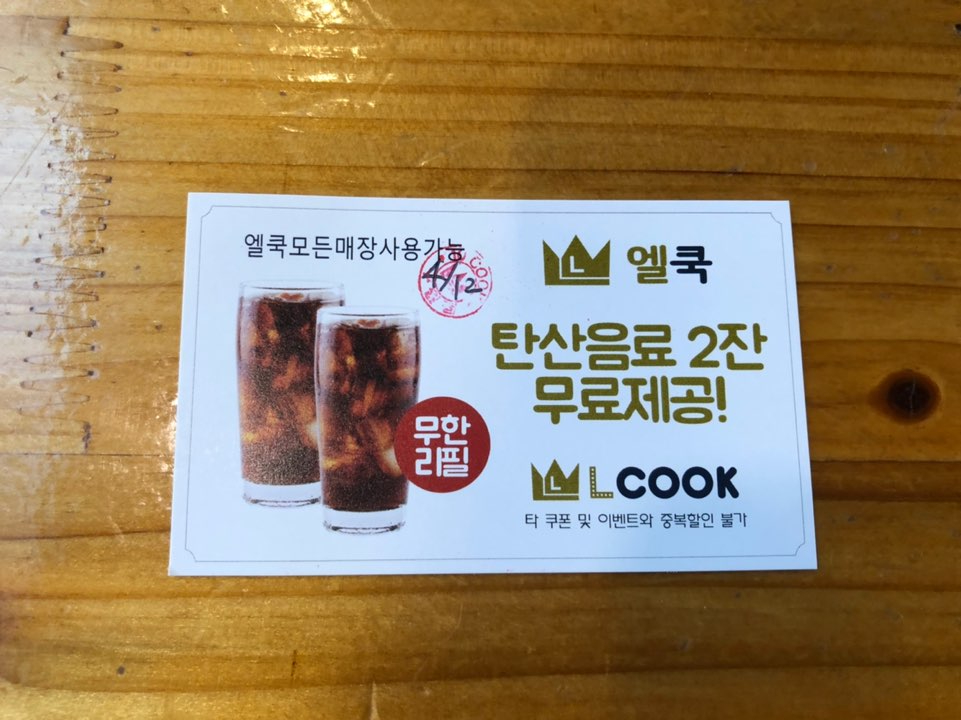 엘쿡모든매장사용가능
4/12
무한
리필
L 엘쿡
탄산음료 2잔
무료제공!
L LCOOK
타 쿠폰 및 이벤트와 중복할인 불가